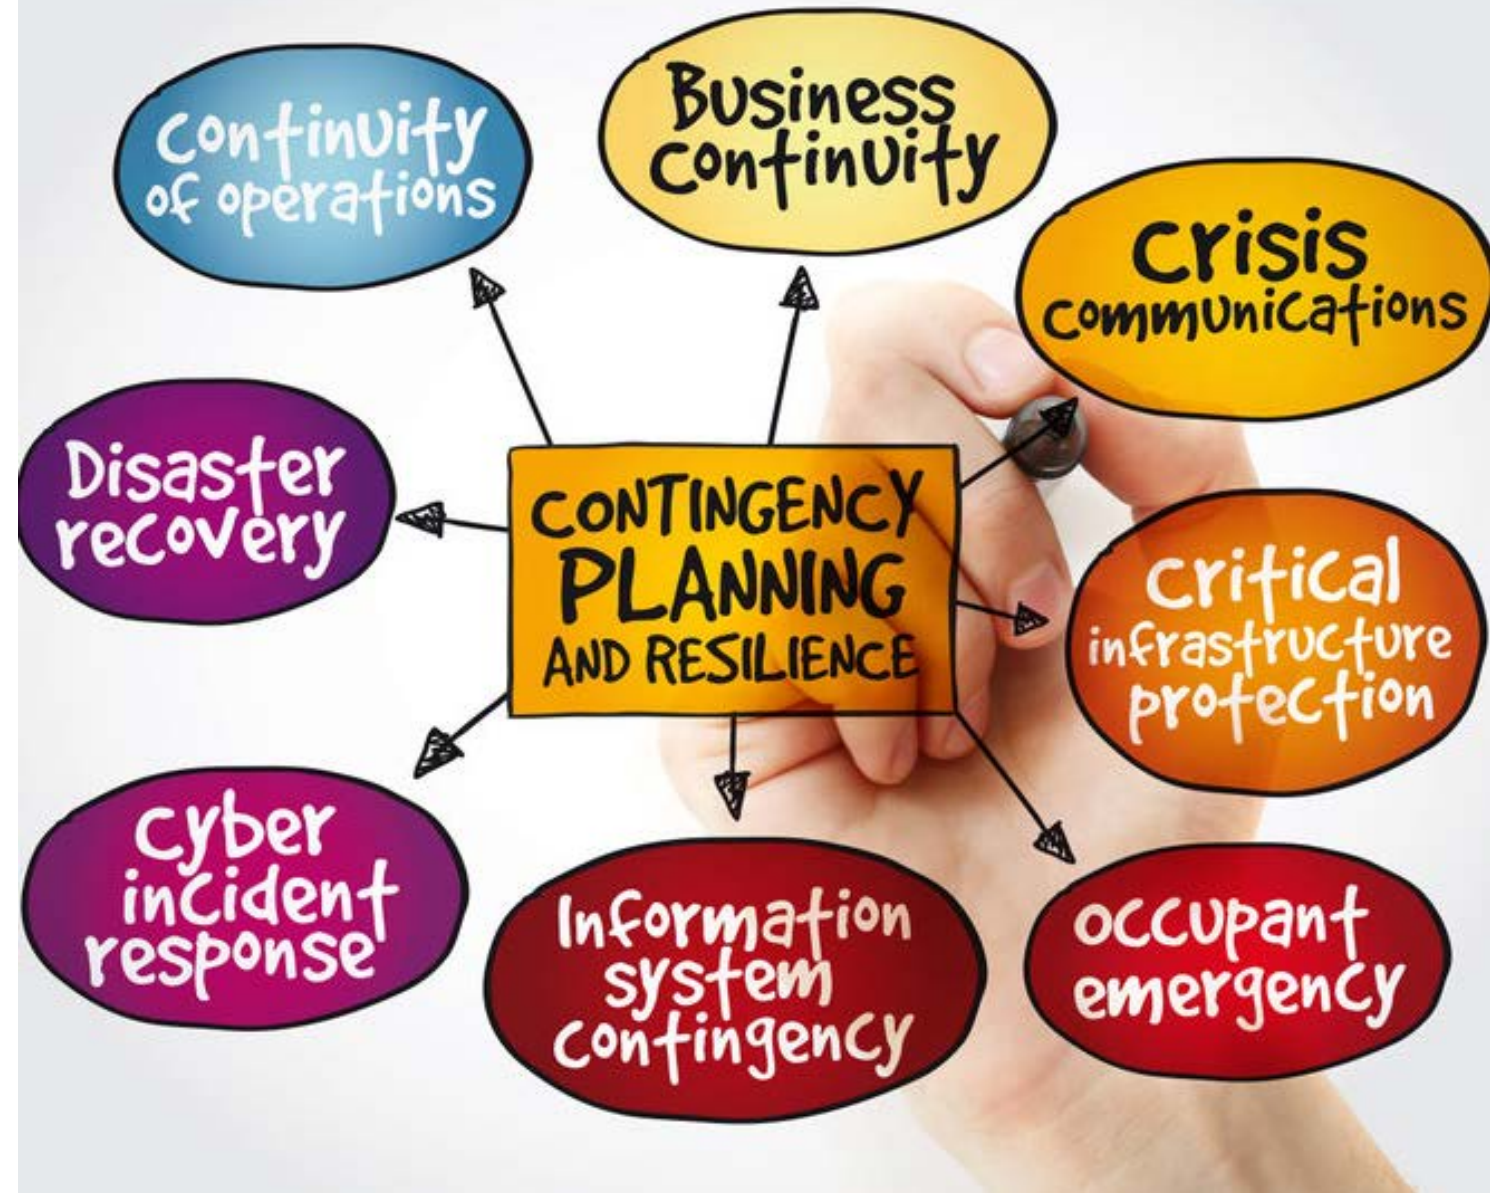 Continuity
of operations
Business
continuity
Crisis
communications
Disaster
recovery
CONTINGENCY
PLANNING
AND RESILIENCE
Critical
infrastructure
protection
Cyber
incident
response
Information
system
contingency
Occupant
emergency